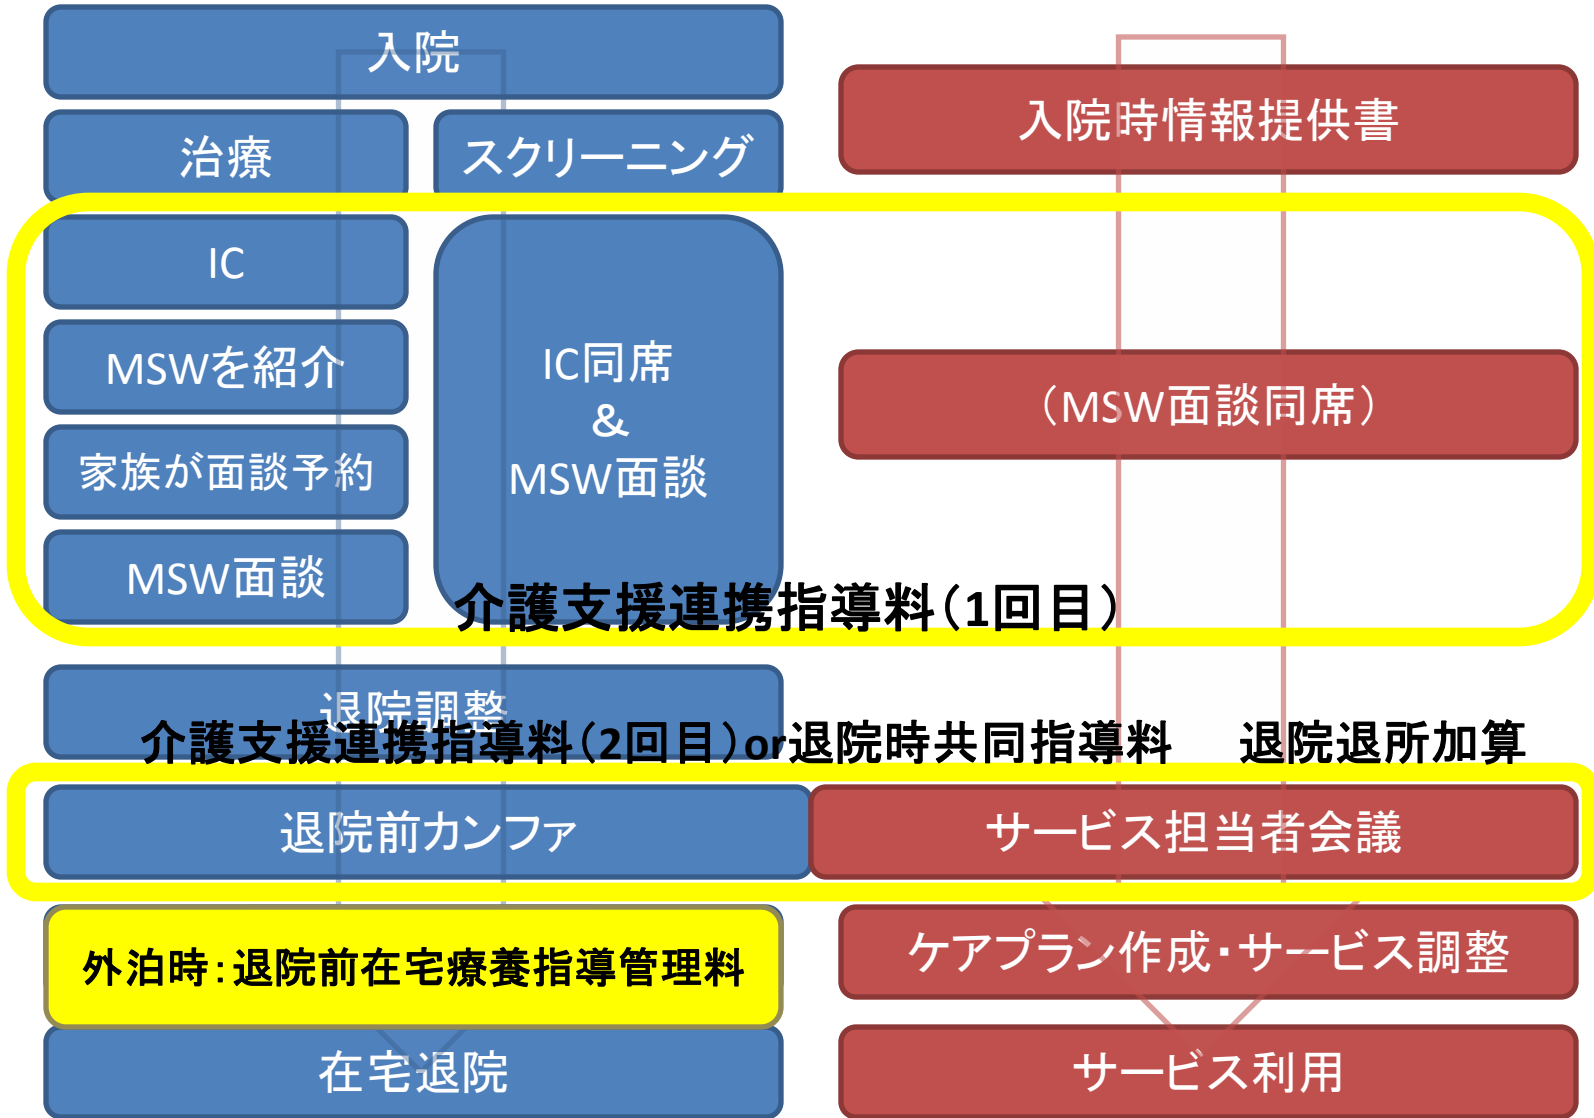 入院
入院時情報提供書
治療
スクリーニング
IC
MSWを紹介
家族が面談予約
MSW面談
IC同席
&
MSW面談
（MSW面談同席）
介護支援連携指導料（1回目）
退院調整
介護支援連携指導料（2回目）or退院時共同指導料　退院退所加算
退院前カンファ
サービス担当者会議
外泊時：退院前在宅療養指導管理料
ケアプラン作成・サービス調整
在宅退院
サービス利用